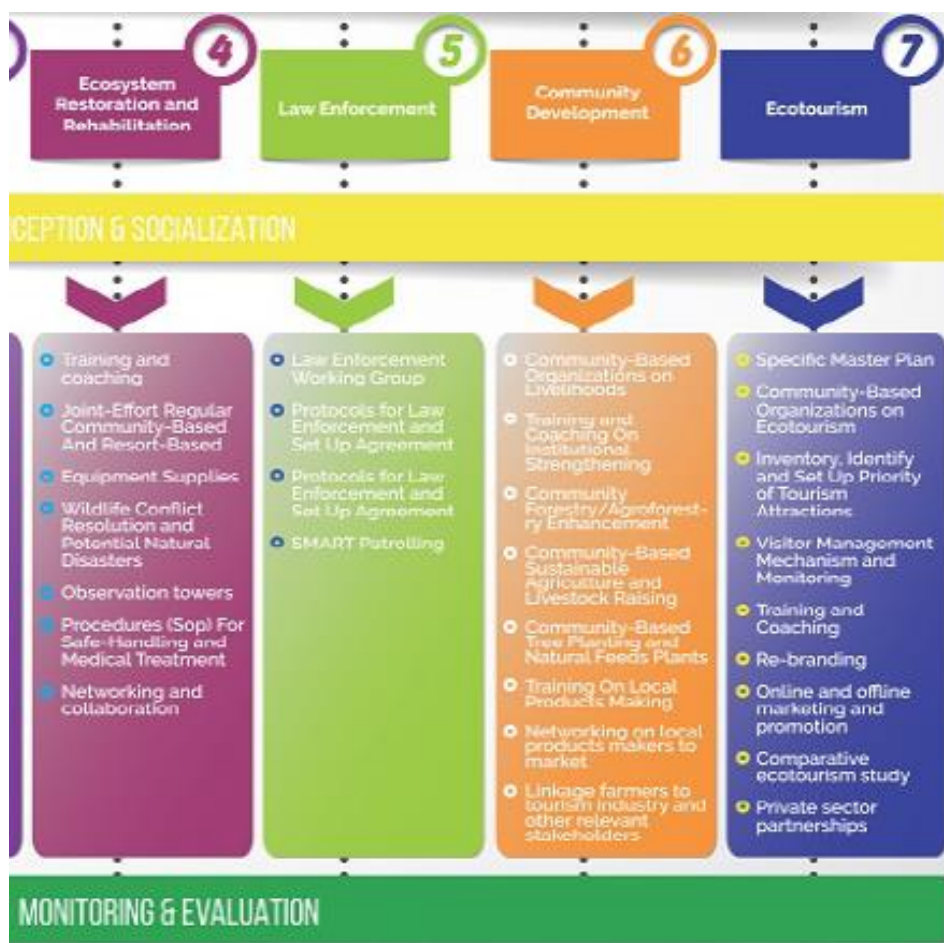 4
Ecosystem
Restoration and
Rehabilitation
5
Law Enforcement
6
Community
Development
7
Ecotourism
CEPTION & SOCIALIZATION
Training and
coaching
Joint-Effort Regular
Community-Based
And Resort-Based
Equipment Supplies
Wildlife Conflict
Resolution and
Potential Natural
Disasters
Observation towers
Procedures (Sop) For
Safe-Handling and
Medical Treatment
Networking and
collaboration
Law Enforcement
Working Group
Protocols for Law
Enforcement and
Set Up Agreement
Protocols for Law
Enforcement and
Set Up Agreement
SMART Patrolling
Community-Based
Organizations on
Livelihoods
Training and
Coaching On
Institutional
Strengthening
Community
Forestry/Agroforest-
ry Enhancement
Community-Based
Sustainable
Agriculture and
Livestock Raising
Community-Based
Tree Planting and
Natural Feeds Plants
Training On Local
Products Making
Networking on local
products makers to
market
Linkage farmers to
tourism industry and
other relevant
stakeholders
Specific Master Plan
Community-Based
Organizations on
Ecotourism
Inventory, Identify
and Set Up Priority
of Tourism
Attractions
Visitor Management
Mechanism and
Monitoring
Training and
Coaching
Re-branding
Online and offline
marketing and
promotion
Comparative
ecotourism study
Private sector
partnerships
MONITORING & EVALUATION